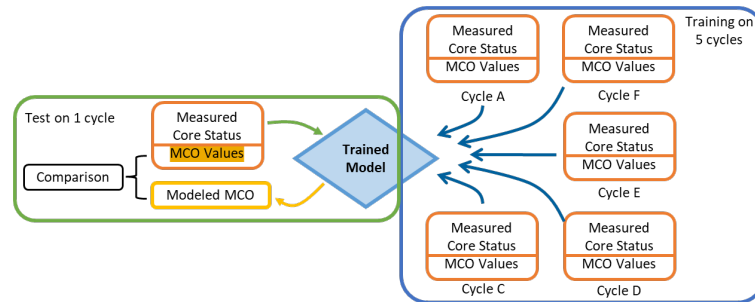 Test on 1 cycle
Measured
Core Status
MCO Values
Comparison
Modeled MCO
Trained
Model
Training on
5 cycles
Measured
Core Status
MCO Values
Cycle A
Measured
Core Status
MCO Values
Cycle F
Measured
Core Status
MCO Values
Cycle E
Measured
Core Status
MCO Values
Cycle C
Measured
Core Status
MCO Values
Cycle D